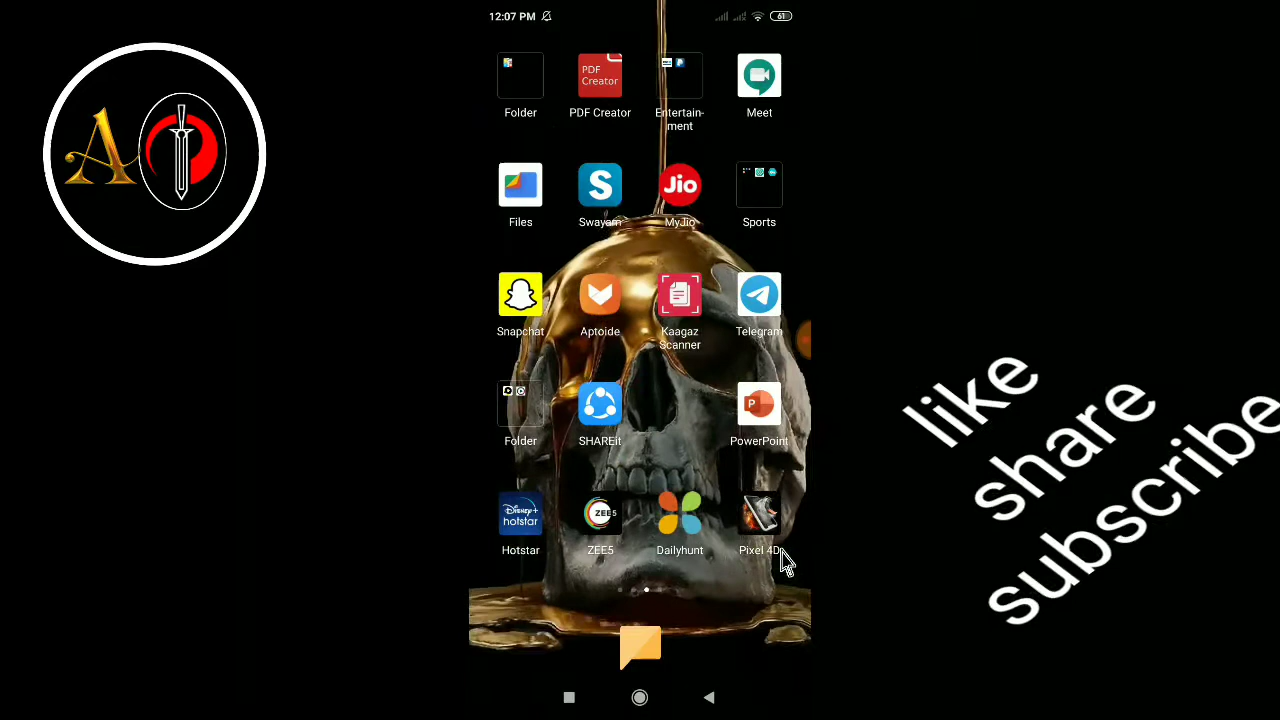 12:07 PM
61
A
PDF
Creator
Folder
PDF Creator
Entertain-
ment
Meet
S
Jio
Files
Swayam
MyJio
Sports
Snapchat
Aptoide
Kaagaz
Scanner
Telegram
P
Folder
SHAREit
PowerPoint
Disney+
hotstar
ZEE5
Hotstar
ZEE5
Dailyhunt
Pixel 4D
like
share
subscribe